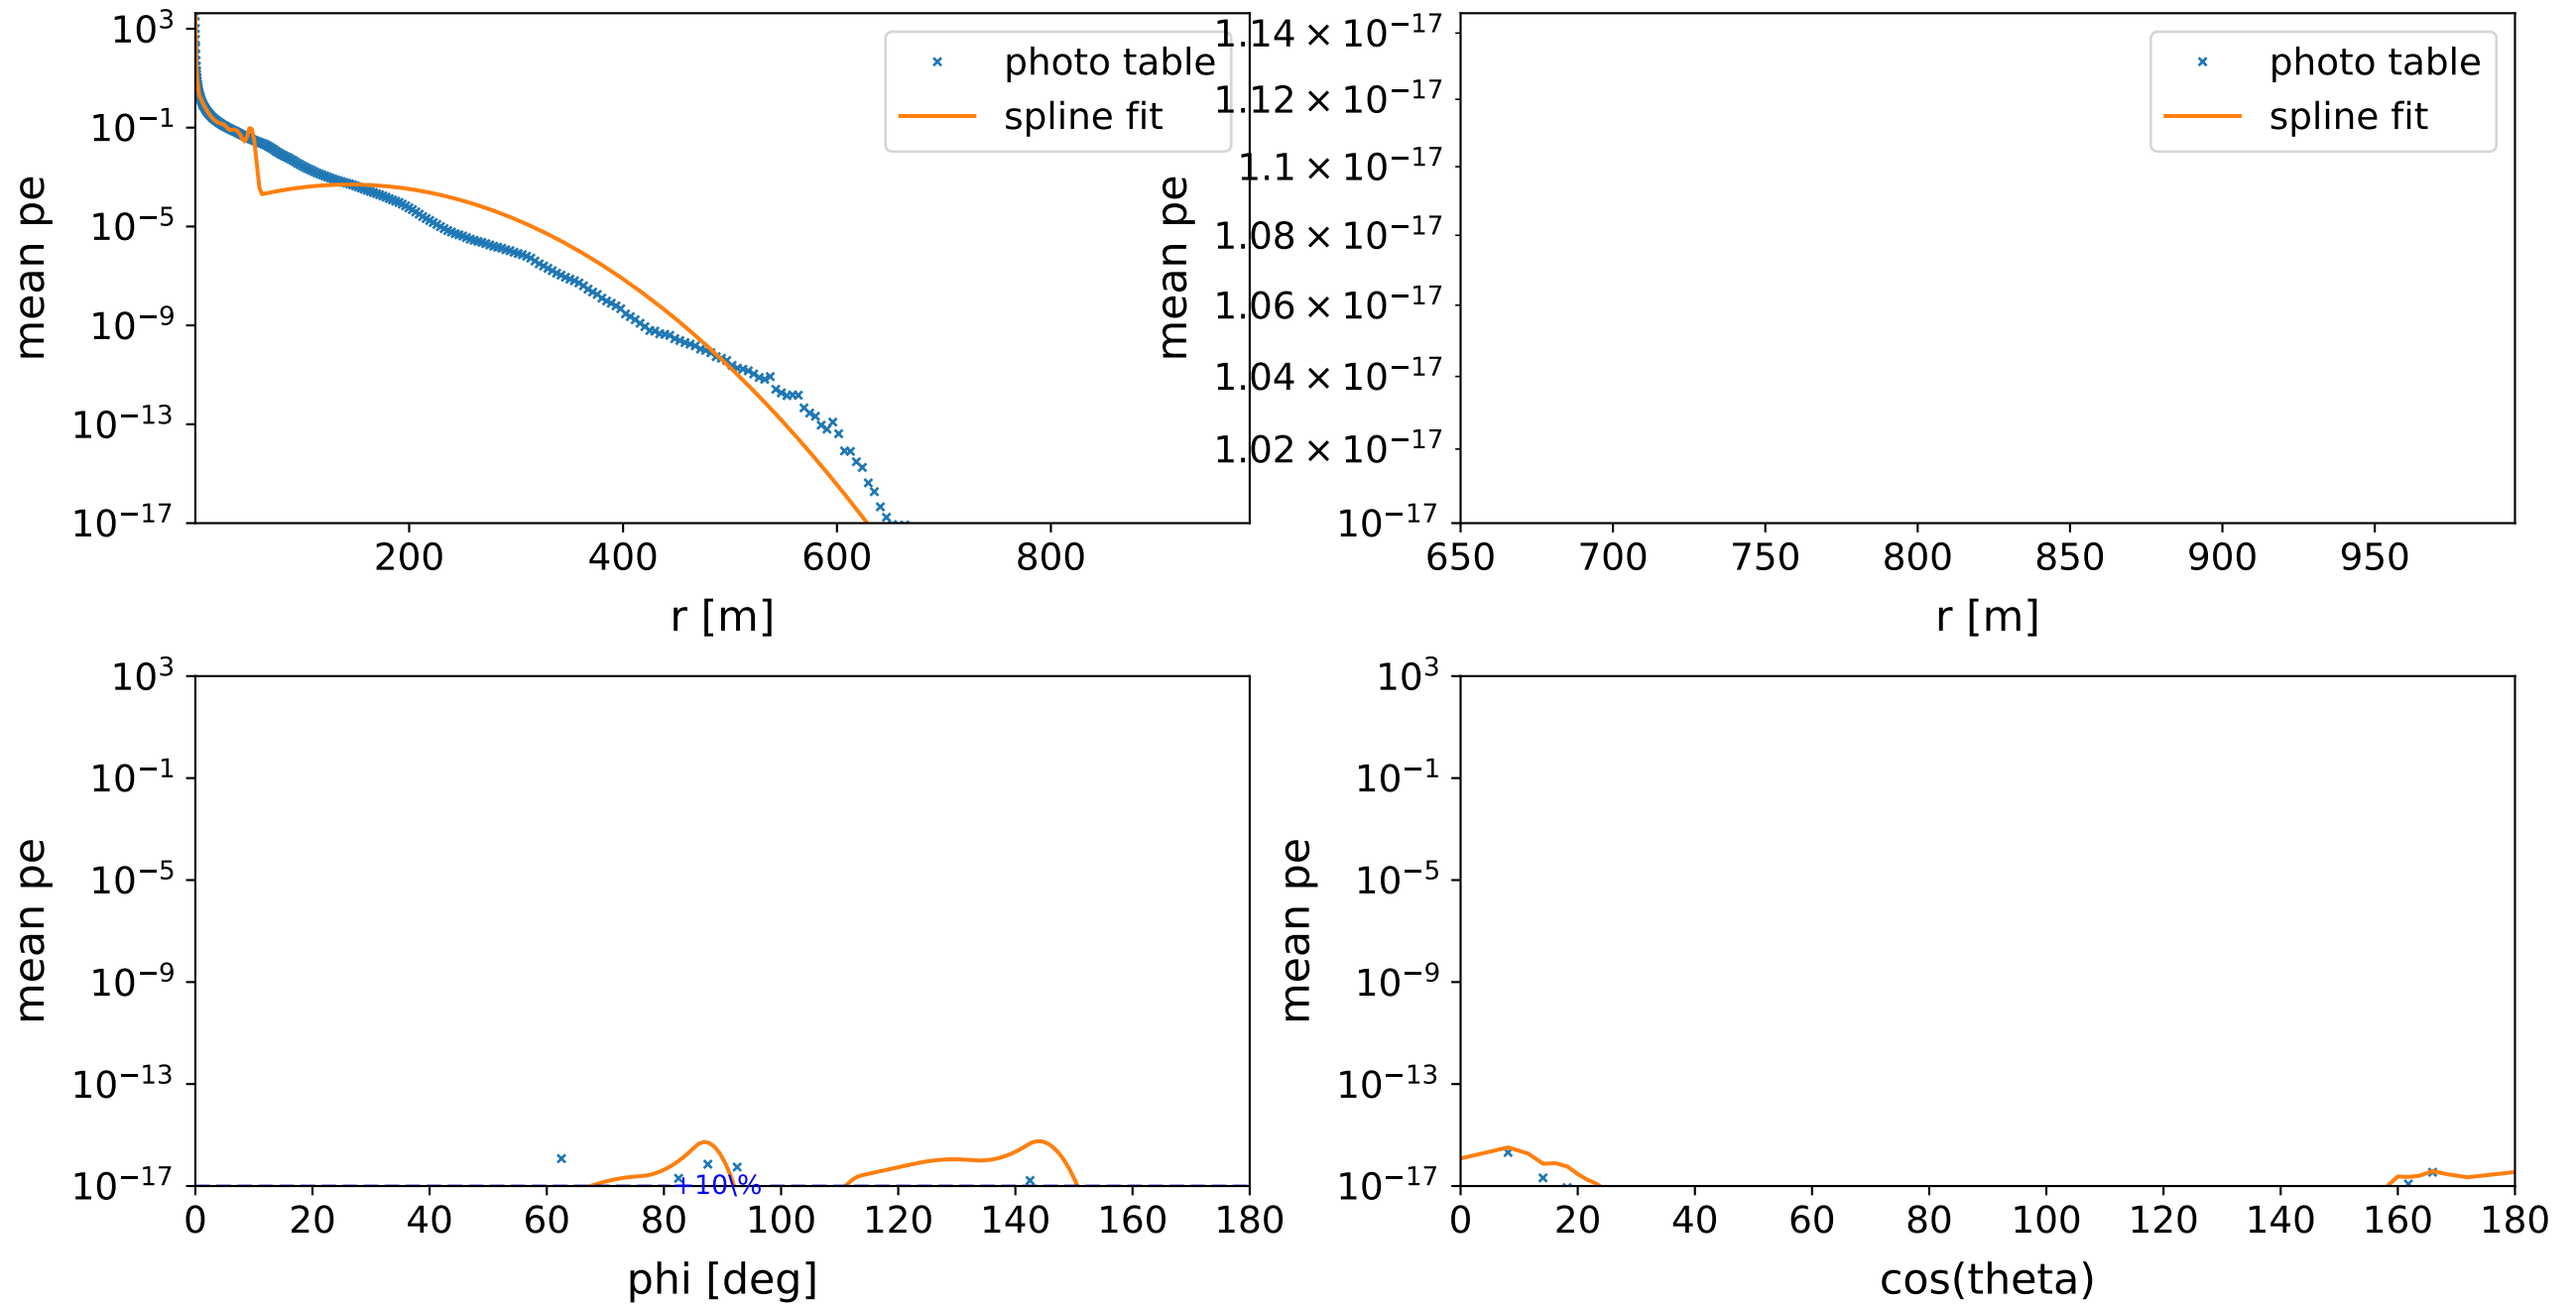 10^3
10^−1
10^−5
10^−9
10^−13
10^−17
mean pe
200 400 600 800
r [m]
photo table
spline fit
1.14 × 10^−17
1.12 × 10^−17
1.1 × 10^−17
1.08 × 10^−17
1.06 × 10^−17
1.04 × 10^−17
1.02 × 10^−17
10^−17
mean pe
650 700 750 800 850 900 950
r [m]
photo table
spline fit
10^3
10^−1
10^−5
10^−9
10^−13
10^−17
mean pe
+10\%
0 20 40 60 80 100 120 140 160 180
phi [deg]
10^3
10^−1
10^−5
10^−9
10^−13
10^−17
mean pe
0 20 40 60 80 100 120 140 160 180
cos(theta)